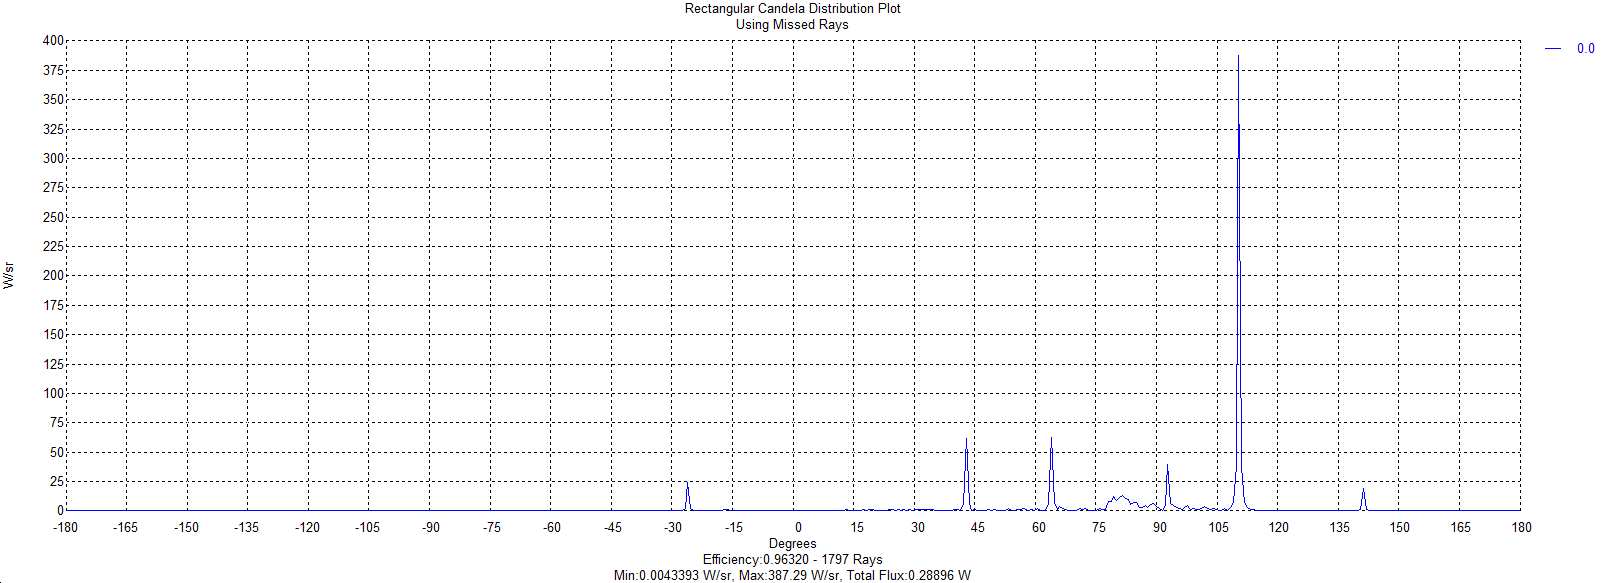 Rectangular Candela Distribution Plot
Using Missed Rays
0.0
400
375
350
325
300
275
250
225
200
175
150
125
100
75
50
25
0
W/sr
-180 -165 -150 -135 -120 -105 -90 -75 -60 -45 -30 -15 0 15 30 45 60 75 90 105 120 135 150 165 180
Degrees
Efficiency:0.96320 - 1797 Rays
Min:0.0043393 W/sr, Max:387.29 W/sr, Total Flux:0.28896 W